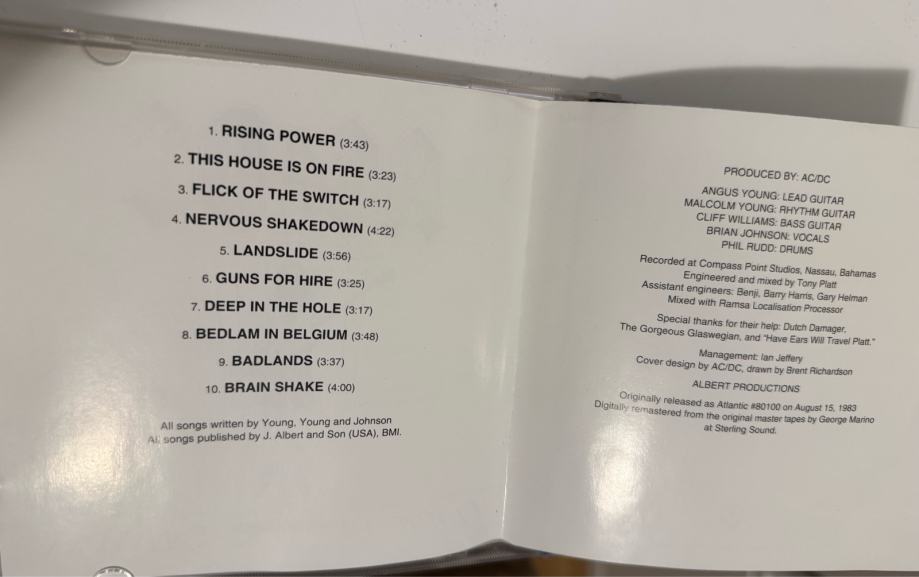 1. RISING POWER (3:43)
2. THIS HOUSE IS ON FIRE (3:23)
3. FLICK OF THE SWITCH (3:17)
4. NERVOUS SHAKEDOWN (4:22)
5. LANDSLIDE (3:56)
6. GUNS FOR HIRE (3:25)
7. DEEP IN THE HOLE (3:17)
8. BEDLAM IN BELGIUM (3:48)
9. BADLANDS (3:37)
10. BRAIN SHAKE (4:00)
All songs written by Young, Young and Johnson
All songs published by J. Albert and Son (USA), BMI.
PRODUCED BY: AC/DC
ANGUS YOUNG: LEAD GUITAR
MALCOLM YOUNG: RHYTHM GUITAR
CLIFF WILLIAMS: BASS GUITAR
BRIAN JOHNSON: VOCALS
PHIL RUDD: DRUMS
Recorded at Compass Point Studios, Nassau, Bahamas
Engineered and mixed by Tony Platt
Assistant engineers: Benji, Barry Harris, Gary Helman
Mixed with Ramsa Localisation Processor
Special thanks for their help: Dutch Damager,
The Gorgeous Glaswegian, and "Have Ears Will Travel Platt."
Management: Ian Jeffery
Cover design by AC/DC, drawn by Brent Richardson
ALBERT PRODUCTIONS
Originally released as Atlantic #80100 on August 15, 1983
Digitally remastered from the original master tapes by George Marino
at Sterling Sound.